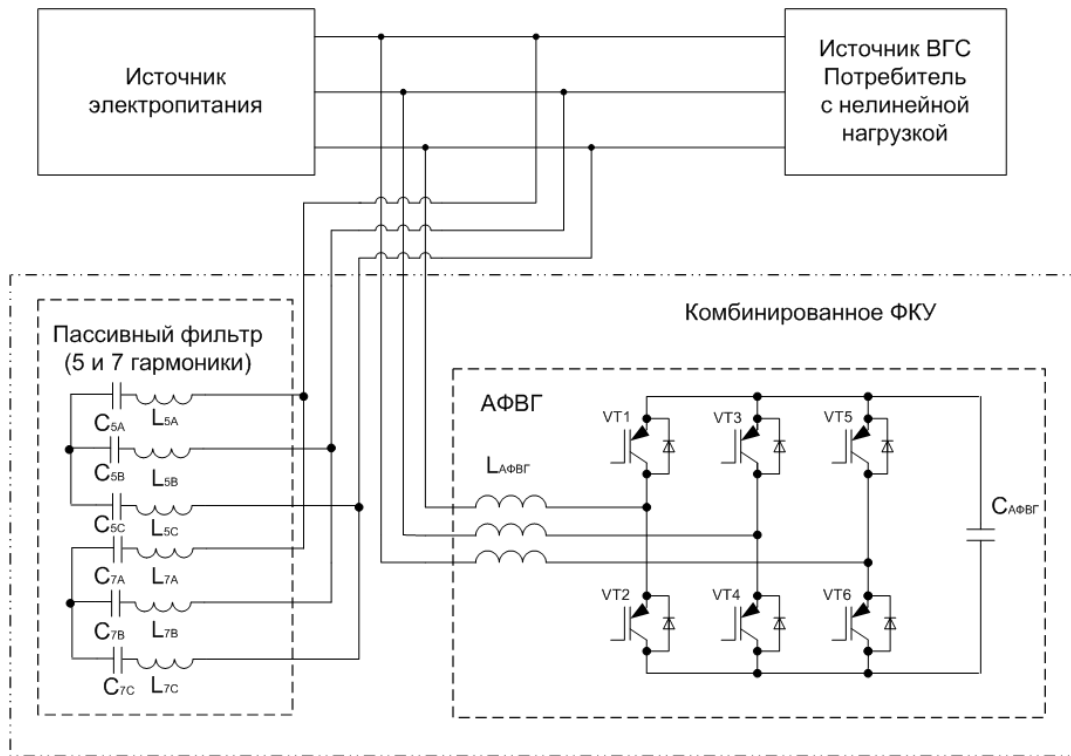 Источник
электропитания
Источник ВГС
Потребитель
с нелинейной
нагрузкой
Комбинированное ФКУ
Пассивный фильтр
(5 и 7 гармоники)
C5A
L5A
C5B
L5B
C5C
L5C
C7A
L7A
C7B
L7B
C7C
L7C
АФВГ
LАФВГ
VT1
VT3
VT5
CАФВГ
VT2
VT4
VT6